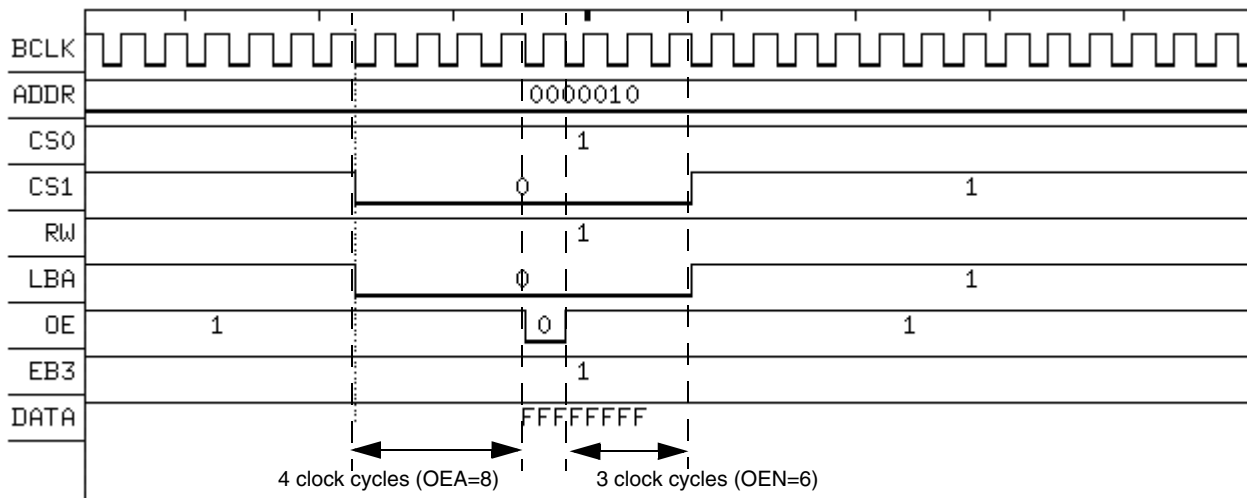 BCLK
ADDR 0000010
CS0 1
CS1 0 1
RW 1
LBA 0 1
OE 1 0 1
EB3 1
DATA FFFFFFFF
4 clock cycles (OEA=8) 3 clock cycles (OEN=6)